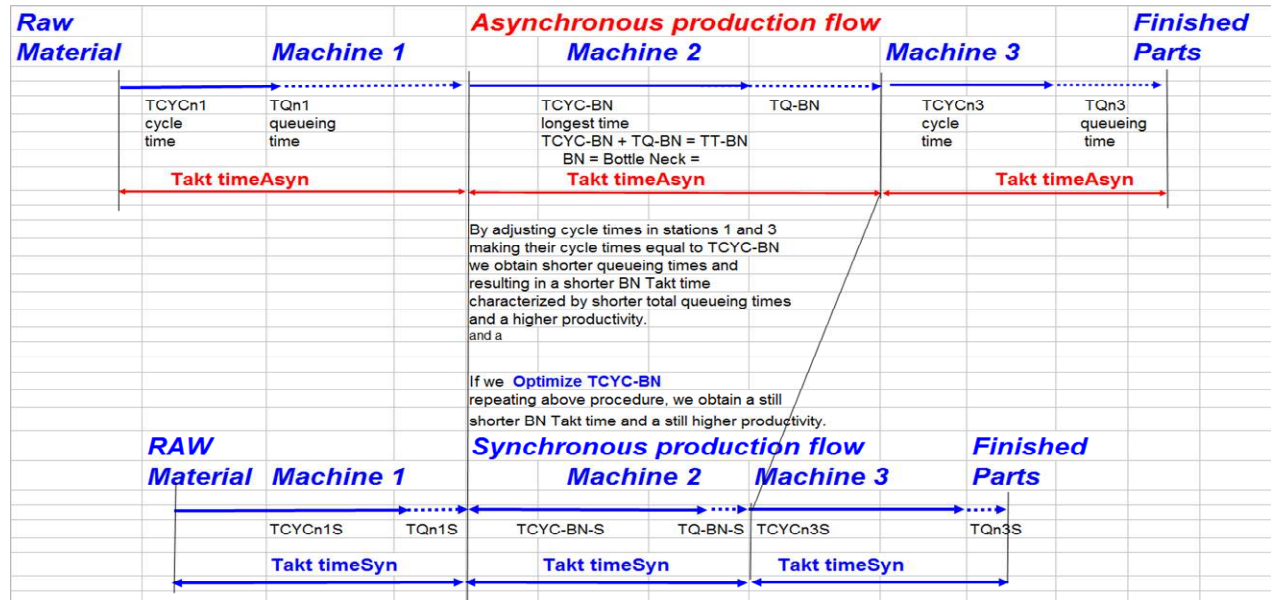 Raw Asynchronous production flow Finished
Material Machine 1 Machine 2 Machine 3 Parts
TCYCn1 TQn1 TCYC-BN TQ-BN TCYCn3 TQn3
cycle queueing longest time cycle queueing
time time TCYC-BN + TQ-BN = TT-BN time time
BN = Bottle Neck =
Takt timeAsyn Takt timeAsyn Takt timeAsyn
By adjusting cycle times in stations 1 and 3
making their cycle times equal to TCYC-BN
we obtain shorter queueing times and
resulting in a shorter BN Takt time
characterized by shorter total queueing times
and a higher productivity.
and a
If we Optimize TCYC-BN
repeating above procedure, we obtain a still
shorter BN Takt time and a still higher productivity.
RAW Synchronous production flow Finished
Material Machine 1 Machine 2 Machine 3 Parts
TCYCn1S TQn1S TCYC-BN-S TQ-BN-S TCYCn3S TQn3S
Takt timeSyn Takt timeSyn Takt timeSyn